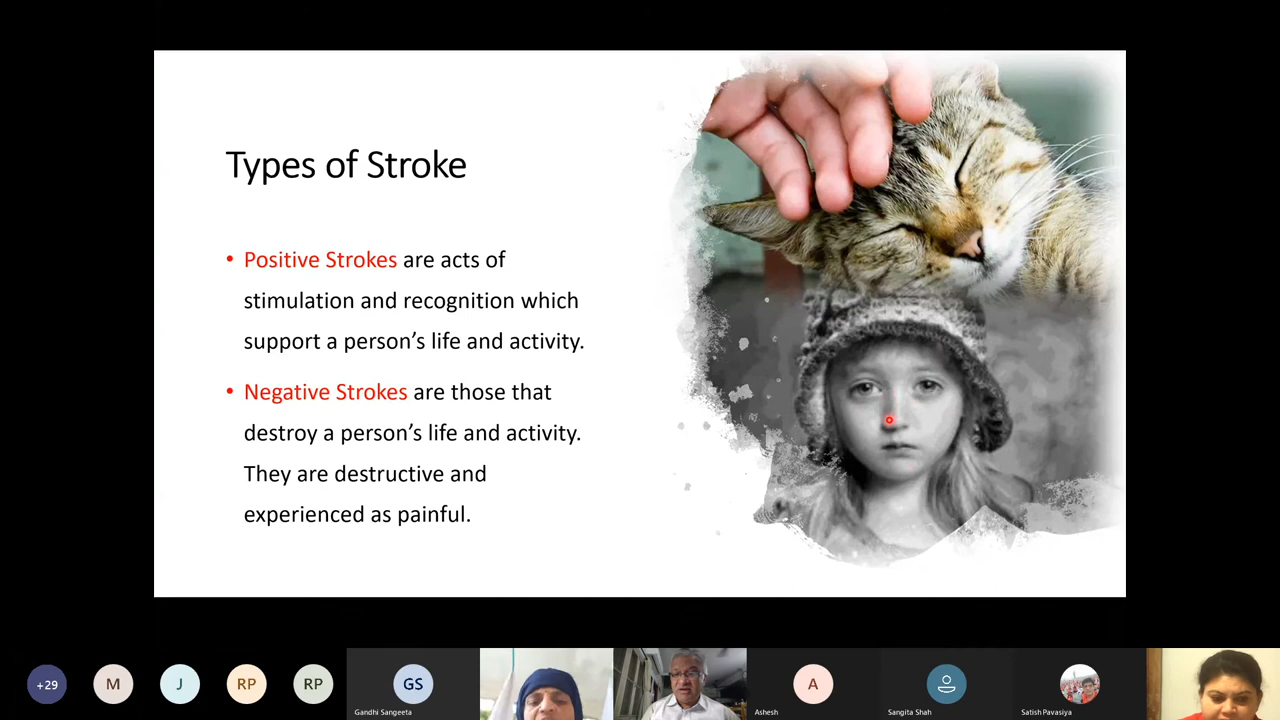 Types of Stroke
• Positive Strokes are acts of
stimulation and recognition which
support a person's life and activity.
• Negative Strokes are those that
destroy a person's life and activity.
They are destructive and
experienced as painful.
+29
M
J
RP
RP
GS
A
Gandhi Sangeeta
Ashesh
Sangita Shah
Satish Pavasiya